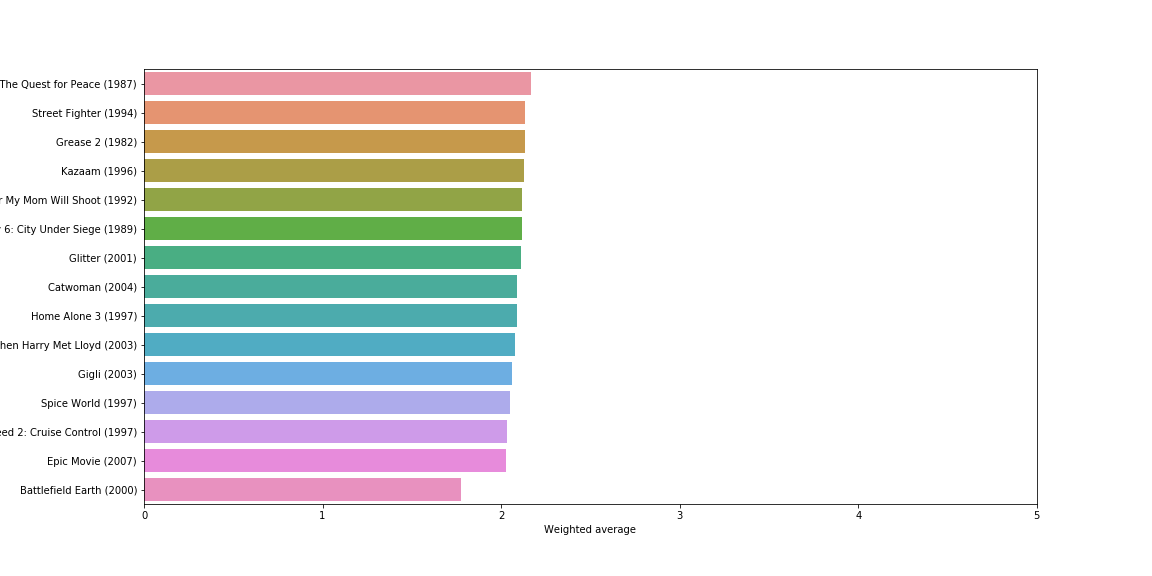 The Quest for Peace (1987)
Street Fighter (1994)
Grease 2 (1982)
Kazaam (1996)
My Mom Will Shoot (1992)
6: City Under Siege (1989)
Glitter (2001)
Catwoman (2004)
Home Alone 3 (1997)
hen Harry Met Lloyd (2003)
Gigli (2003)
Spice World (1997)
eed 2: Cruise Control (1997)
Epic Movie (2007)
Battlefield Earth (2000)
0 1 2 3 4 5
Weighted average